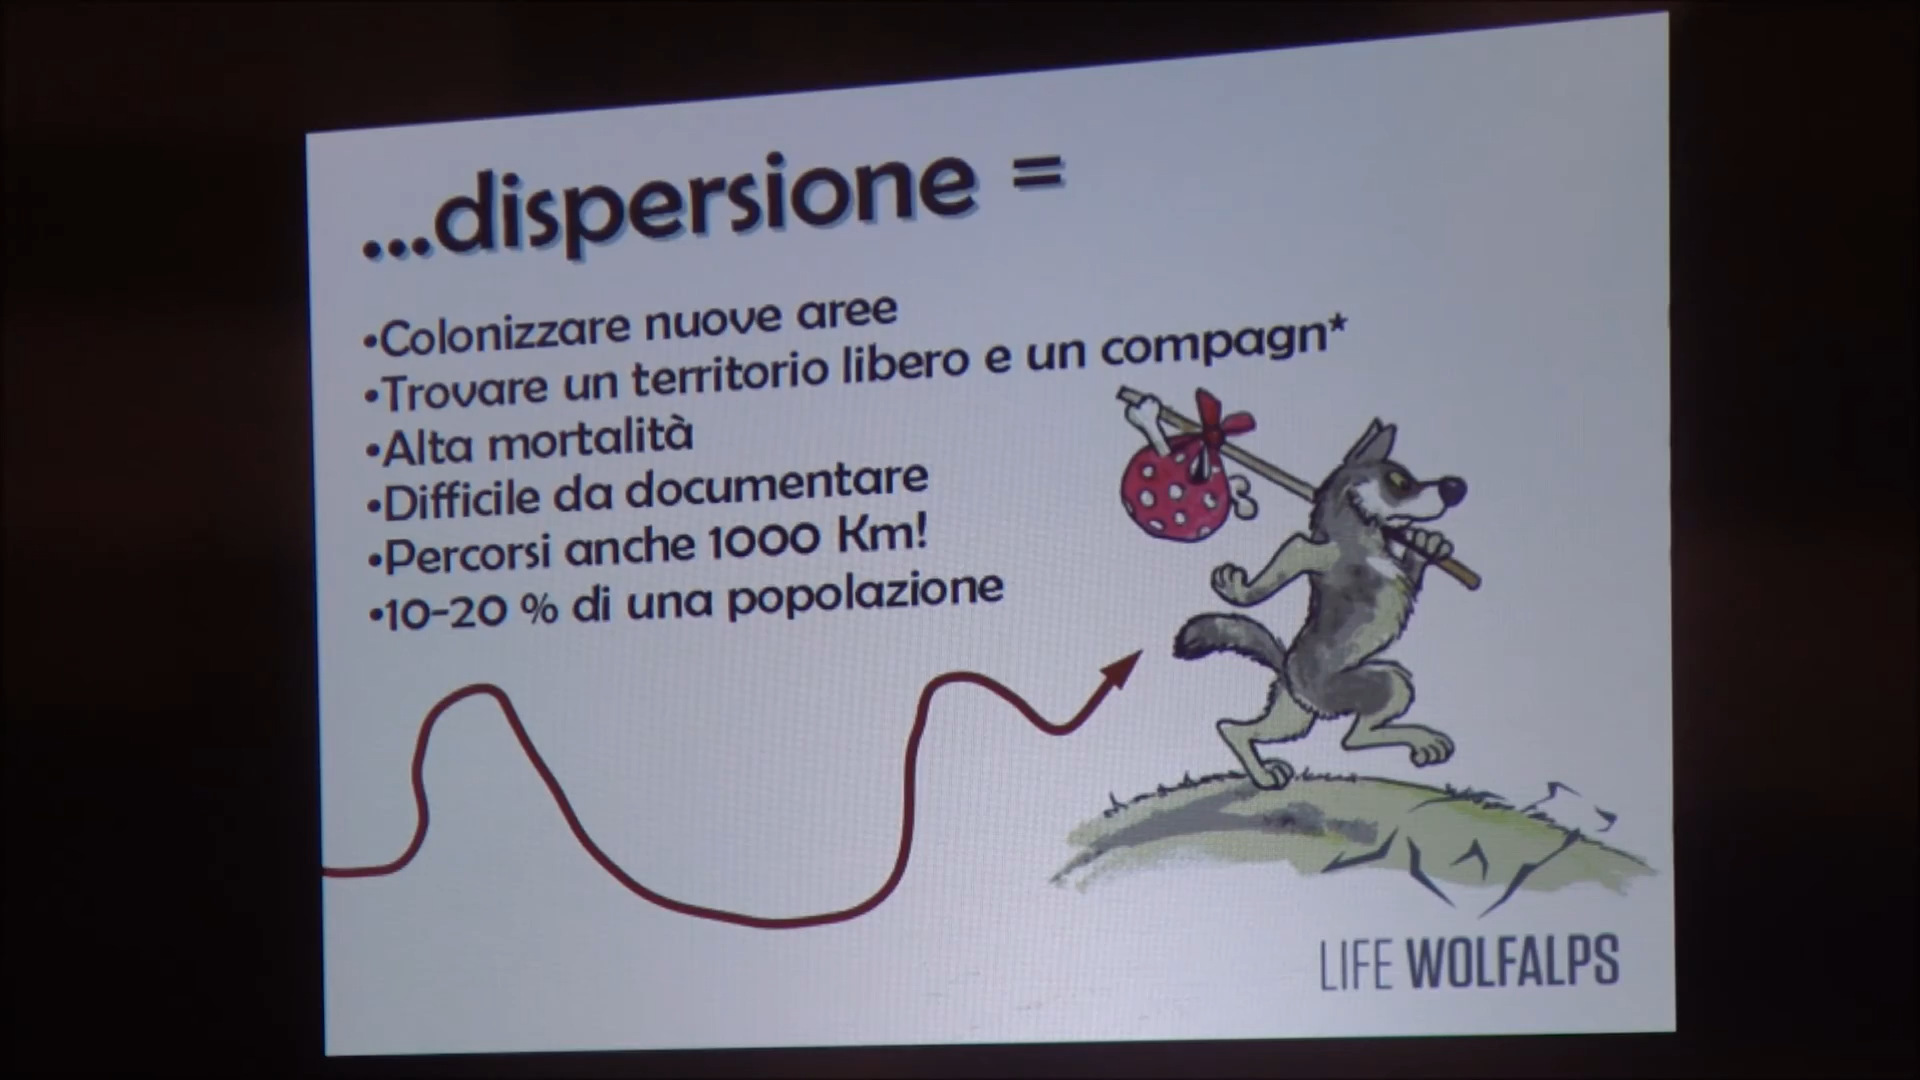 ...dispersione =
•Colonizzare nuove aree
•Trovare un territorio libero e un compagn*
•Alta mortalità
•Difficile da documentare
•Percorsi anche 1000 Km!
•10-20 % di una popolazione
LIFE WOLFALPS